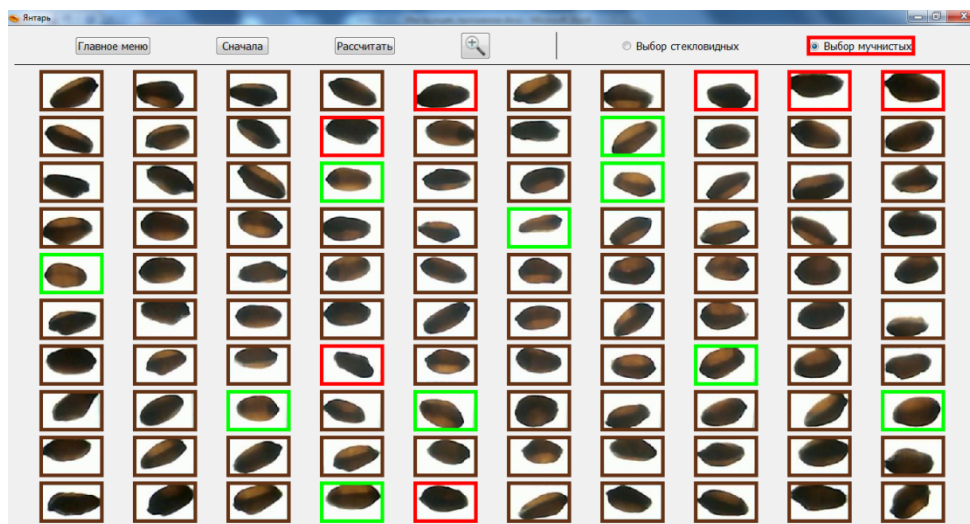 Янтарь
Главное меню
Сначала
Рассчитать
Выбор стекловидных
Выбор мучнистых